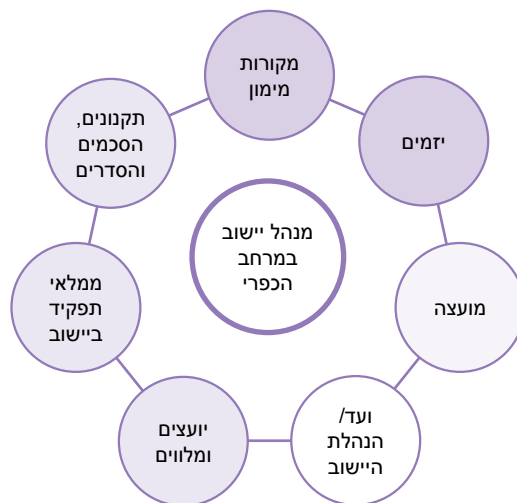 מקורות
מימון
יזמים
מועצה
ועד/
הנהלת
היישוב
יועצים
ומלווים
ממלאי
תפקיד
ביישוב
תקנונים,
הסכמים
והסדרים
מנהל יישוב
במרחב
הכפרי